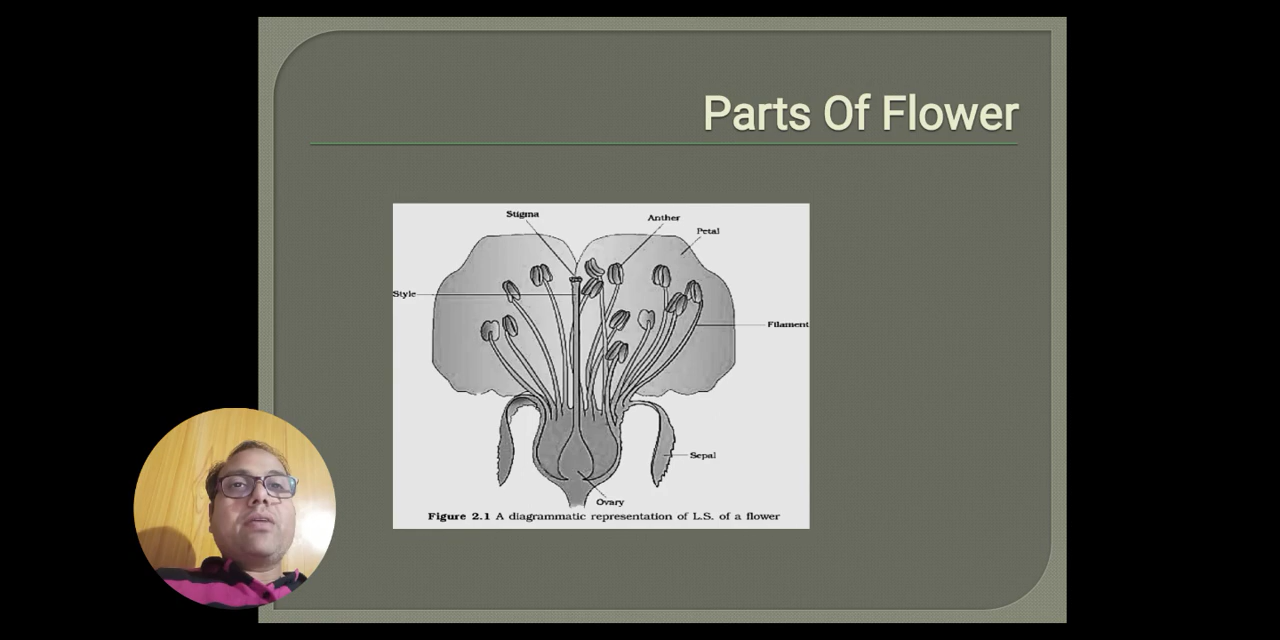 Parts Of Flower
Stigma
Anther
Petal
Style
Filament
Sepal
Ovary
Figure 2.1 A diagrammatic representation of L.S. of a flower